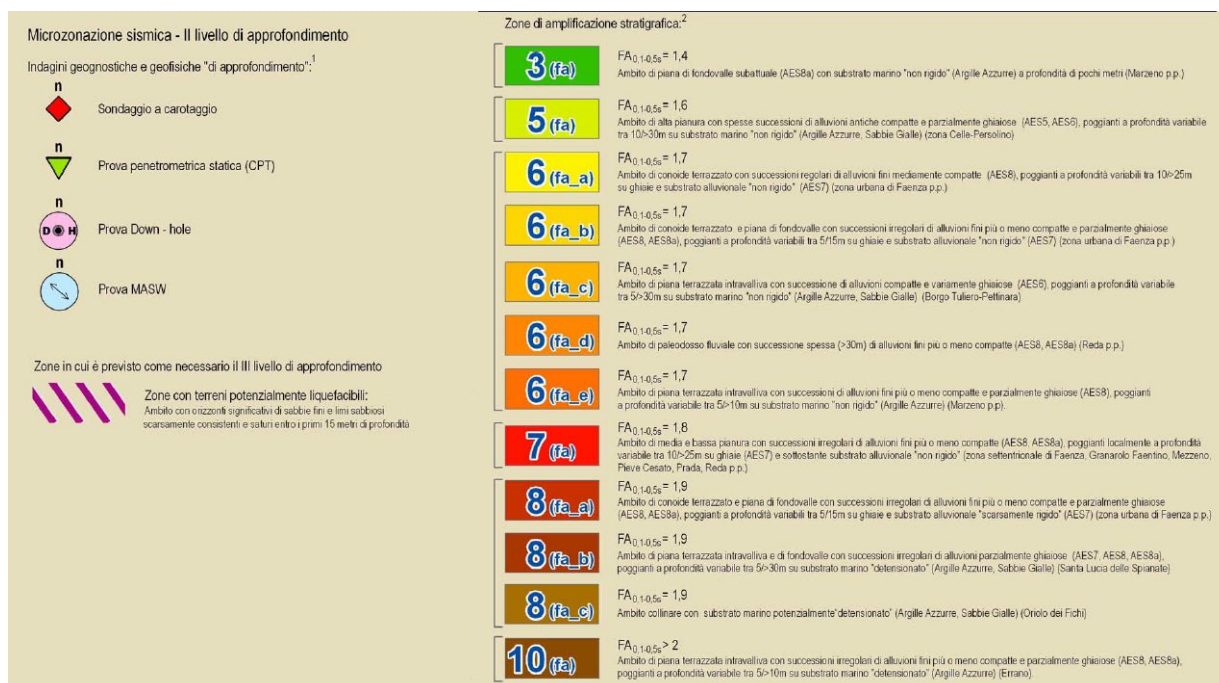 Microzonazione sismica - II livello di approfondimento
Indagini geognostiche e geofisiche "di approfondimento":1
n
Sondaggio a carotaggio
n
Prova penetrometrica statica (CPT)
n
D H
Prova Down - hole
n
Prova MASW
Zone in cui è previsto come necessario il III livello di approfondimento
Zone con terreni potenzialmente liquefacibili:
Ambito con orizzonti significativi di sabbie fini e limi sabbiosi
scarsamente consistenti e saturi entro i primi 15 metri di profondità
Zone di amplificazione stratigrafica:2
3 (fa)
FA0,1-0,5s = 1,4
Ambito di piana di fondovalle subattuale (AES8a) con substrato marino "non rigido" (Argille Azzurre) a profondità di pochi metri (Marzeno p.p.)
5 (fa)
FA0,1-0,5s = 1,6
Ambito di alta pianura con spesse successioni di alluvioni antiche compatte e parzialmente ghiaiose (AES5, AES6), poggianti a profondità variabile
tra 10/>30m su substrato marino "non rigido" (Argille Azzurre, Sabbie Gialle) (zona Celle-Persolino)
6 (fa_a)
FA0,1-0,5s = 1,7
Ambito di conoide terrazzato con successioni regolari di alluvioni fini mediamente compatte (AES8), poggianti a profondità variabili tra 10/>25m
su ghiaie e substrato alluvionale "non rigido" (AES7) (zona urbana di Faenza p.p.)
6 (fa_b)
FA0,1-0,5s = 1,7
Ambito di conoide terrazzato e piana di fondovalle con successioni irregolari di alluvioni fini più o meno compatte e parzialmente ghiaiose
(AES8, AES8a), poggianti a profondità variabili tra 5/15m su ghiaie e substrato alluvionale "non rigido" (AES7) (zona urbana di Faenza p.p.)
6 (fa_c)
FA0,1-0,5s = 1,7
Ambito di piana terrazzata intravalliva con successione di alluvioni compatte e variamente ghiaiose (AES6), poggianti a profondità variabile
tra 5/>30m su substrato marino "non rigido" (Argille Azzurre, Sabbie Gialle) (Borgo Tuliero-Pettinara)
6 (fa_d)
FA0,1-0,5s = 1,7
Ambito di paleodosso fluviale con successione spessa (>30m) di alluvioni fini più o meno compatte (AES8, AES8a) (Reda p.p.)
6 (fa_e)
FA0,1-0,5s = 1,7
Ambito di piana terrazzata intravalliva con successioni di alluvioni fini più o meno compatte e parzialmente ghiaiose (AES8), poggianti
a profondità variabile tra 5/>10m su substrato marino "non rigido" (Argille Azzurre) (Marzeno p.p).
7 (fa)
FA0,1-0,5s = 1,8
Ambito di media e bassa pianura con successioni irregolari di alluvioni fini più o meno compatte (AES8, AES8a), poggianti localmente a profondità
variabile tra 10/>25m su ghiaie (AES7) e sottostante substrato alluvionale "non rigido" (zona settentrionale di Faenza, Granarolo Faentino, Mezzeno,
Pieve Cesato, Prada, Reda p.p.)
8 (fa_a)
FA0,1-0,5s = 1,9
Ambito di conoide terrazzato e piana di fondovalle con successioni irregolari di alluvioni fini più o meno compatte e parzialmente ghiaiose
(AES8, AES8a), poggianti a profondità variabili tra 5/15m su ghiaie e substrato alluvionale "scarsamente rigido" (AES7) (zona urbana di Faenza p.p.)
8 (fa_b)
FA0,1-0,5s = 1,9
Ambito di piana terrazzata intravalliva e di fondovalle con successioni irregolari di alluvioni parzialmente ghiaiose (AES7, AES8, AES8a),
poggianti a profondità variabile tra 5/>30m su substrato marino "detensionato" (Argille Azzurre, Sabbie Gialle) (Santa Lucia delle Spianate)
8 (fa_c)
FA0,1-0,5s = 1,9
Ambito collinare con substrato marino potenzialmente "detensionato" (Argille Azzurre, Sabbie Gialle) (Oriolo dei Fichi)
10 (fa)
FA0,1-0,5s > 2
Ambito di piana terrazzata intravalliva con successioni irregolari di alluvioni fini più o meno compatte e parzialmente ghiaiose (AES8, AES8a),
poggianti a profondità variabile tra 5/>10m su substrato marino "detensionato" (Argille Azzurre) (Errano).